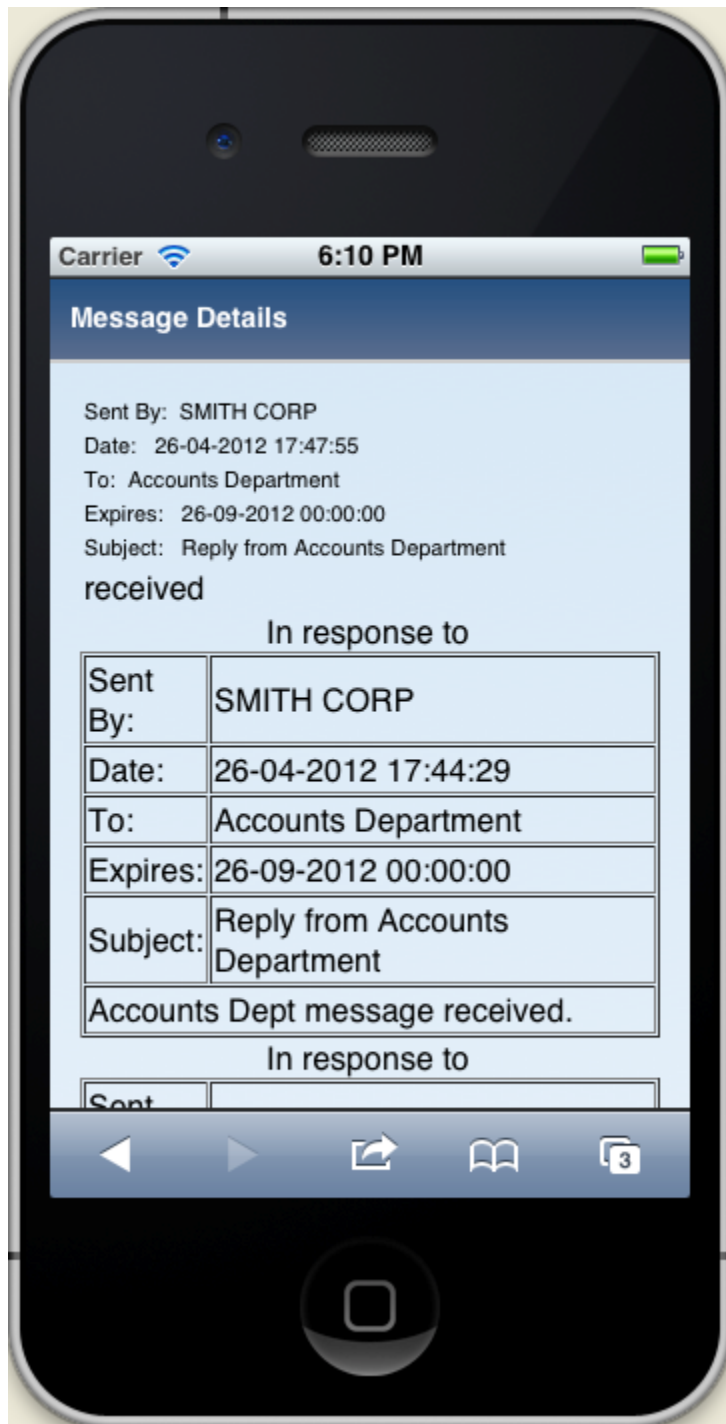 Carrier 6:10 PM
Message Details
Sent By: SMITH CORP
Date: 26-04-2012 17:47:55
To: Accounts Department
Expires: 26-09-2012 00:00:00
Subject: Reply from Accounts Department
received
In response to
Sent
By: SMITH CORP
Date: 26-04-2012 17:44:29
To: Accounts Department
Expires: 26-09-2012 00:00:00
Subject: Reply from Accounts
Department
Accounts Dept message received.
In response to
Sent
3